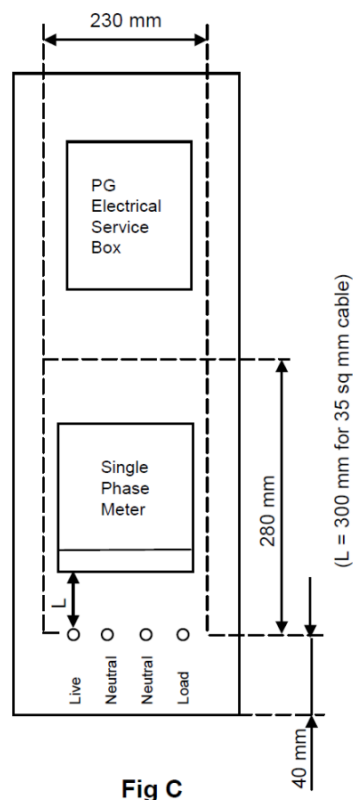 230 mm
PG
Electrical
Service
Box
(L = 300 mm for 35 sq mm cable)
280 mm
Single
Phase
Meter
L
Live
Neutral
Neutral
Load
40 mm
Fig C